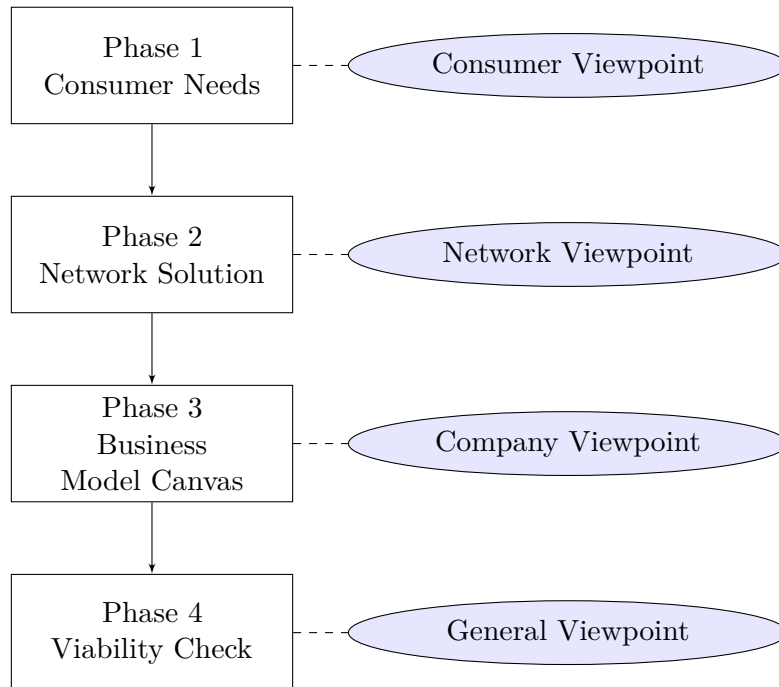 Phase 1
Consumer Needs
Consumer Viewpoint
Phase 2
Network Solution
Network Viewpoint
Phase 3
Business
Model Canvas
Company Viewpoint
Phase 4
Viability Check
General Viewpoint